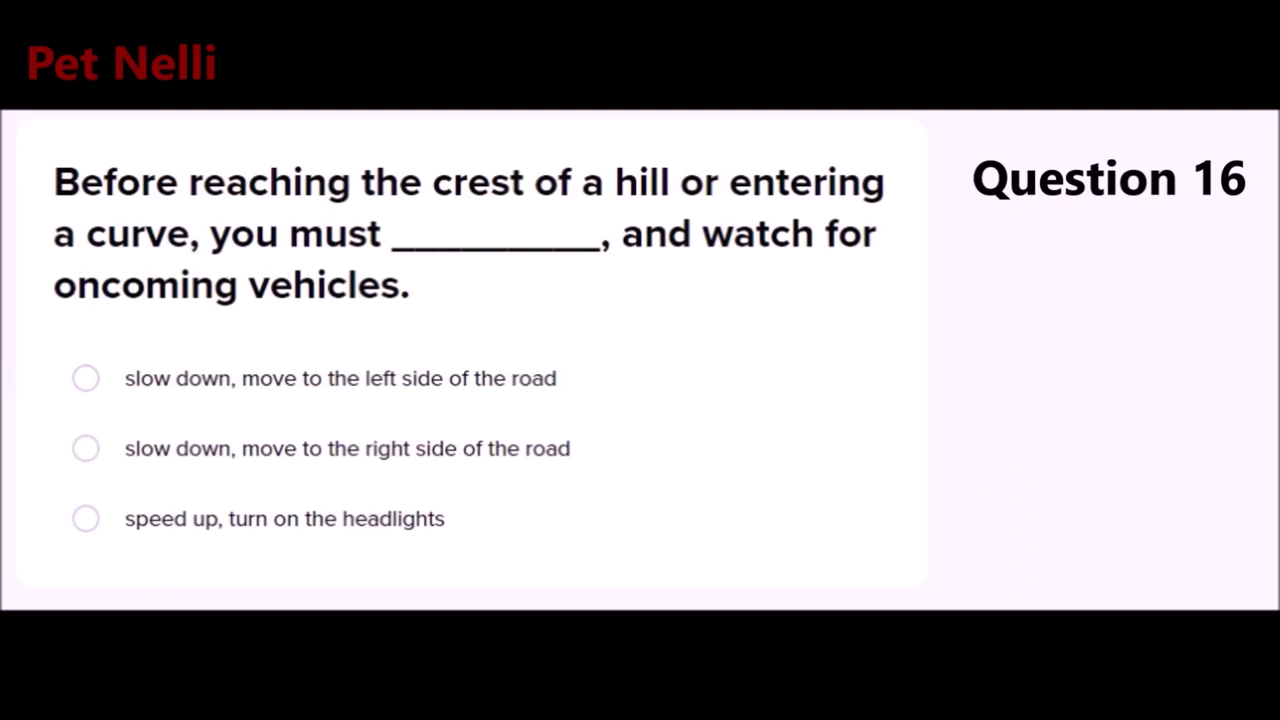 Pet Nelli
Before reaching the crest of a hill or entering
a curve, you must __________, and watch for
oncoming vehicles.
Question 16
slow down, move to the left side of the road
slow down, move to the right side of the road
speed up, turn on the headlights